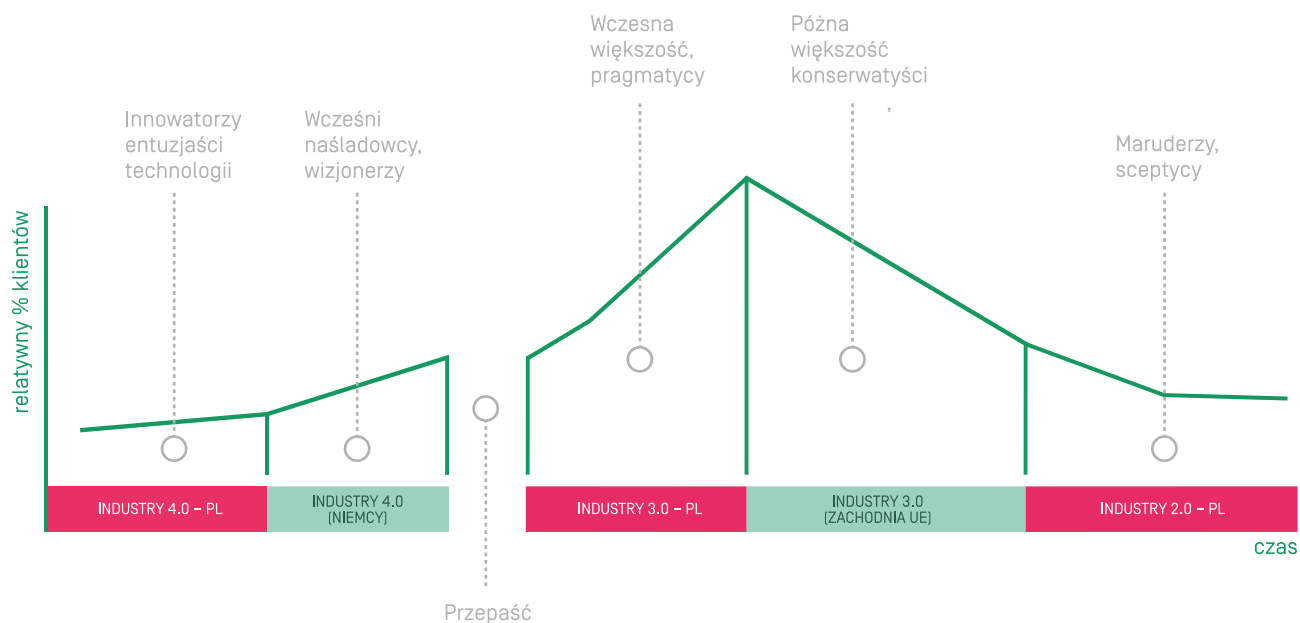 Wczesna
większość,
pragmatycy
Późna
większość
konserwatyści
,
Innowatorzy
entuzjaści
technologii
Wcześni
naśladowcy,
wizjonerzy
Maruderzy,
sceptycy
relatywny % klientów
INDUSTRY 4.0 – PL
INDUSTRY 4.0
(NIEMCY)
INDUSTRY 3.0 – PL
INDUSTRY 3.0
(ZACHODNIA UE)
INDUSTRY 2.0 – PL
czas
Przepaść